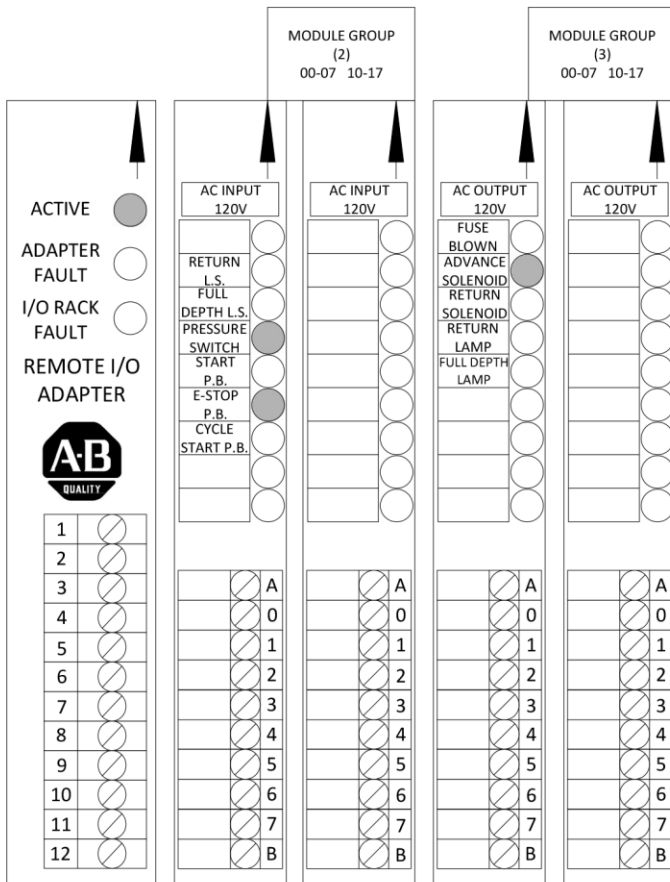 MODULE GROUP
(2)
00-07 10-17
MODULE GROUP
(3)
00-07 10-17
ACTIVE
ADAPTER
FAULT
I/O RACK
FAULT
REMOTE I/O
ADAPTER
A·B
QUALITY
1
2
3
4
5
6
7
8
9
10
11
12
AC INPUT
120V
RETURN
L.S.
FULL
DEPTH L.S.
PRESSURE
SWITCH
START
P.B.
E-STOP
P.B.
CYCLE
START P.B.
A
0
1
2
3
4
5
6
7
B
AC INPUT
120V
A
0
1
2
3
4
5
6
7
B
AC OUTPUT
120V
FUSE
BLOWN
ADVANCE
SOLENOID
RETURN
SOLENOID
RETURN
LAMP
FULL DEPTH
LAMP
A
0
1
2
3
4
5
6
7
B
AC OUTPUT
120V
A
0
1
2
3
4
5
6
7
B